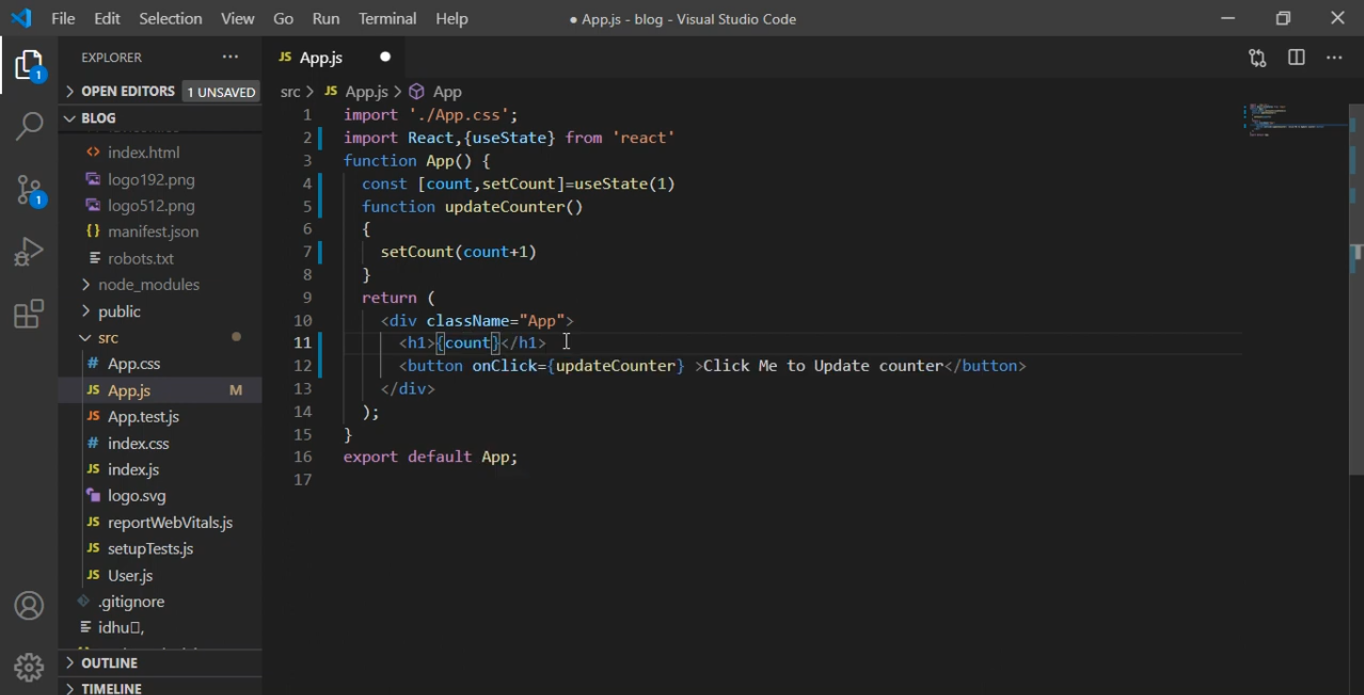 File Edit Selection View Go Run Terminal Help
● App.js - blog - Visual Studio Code
EXPLORER
OPEN EDITORS 1 UNSAVED
BLOG
index.html
logo192.png
logo512.png
manifest.json
robots.txt
node_modules
public
src
App.css
App.js M
App.test.js
index.css
index.js
logo.svg
reportWebVitals.js
setupTests.js
User.js
.gitignore
OUTLINE
TIMELINE
1
1
JS App.js ●
src > JS App.js > App
1 import './App.css';
2 import React,{useState} from 'react'
3 function App() {
4 const [count,setCount]=useState(1)
5 function updateCounter()
6 {
7 setCount(count+1)
8 }
9 return (
10 <div className="App">
11 <h1>{count}</h1>
12 <button onClick={updateCounter} >Click Me to Update counter</button>
13 </div>
14 );
15 }
16 export default App;
17